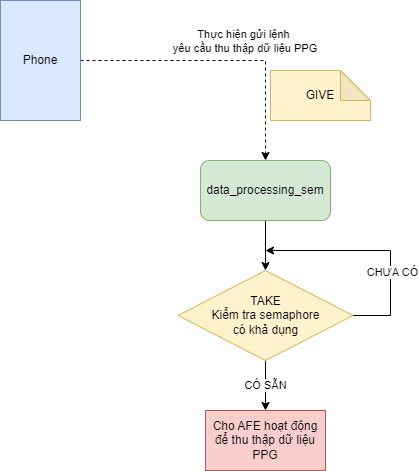 Thực hiện gửi lệnh
yêu cầu thu thập dữ liệu PPG
Phone
GIVE
data_processing_sem
CHƯA CÓ
TAKE
Kiểm tra semaphore
có khả dụng
CÓ SẴN
Cho AFE hoạt động
để thu thập dữ liệu
PPG